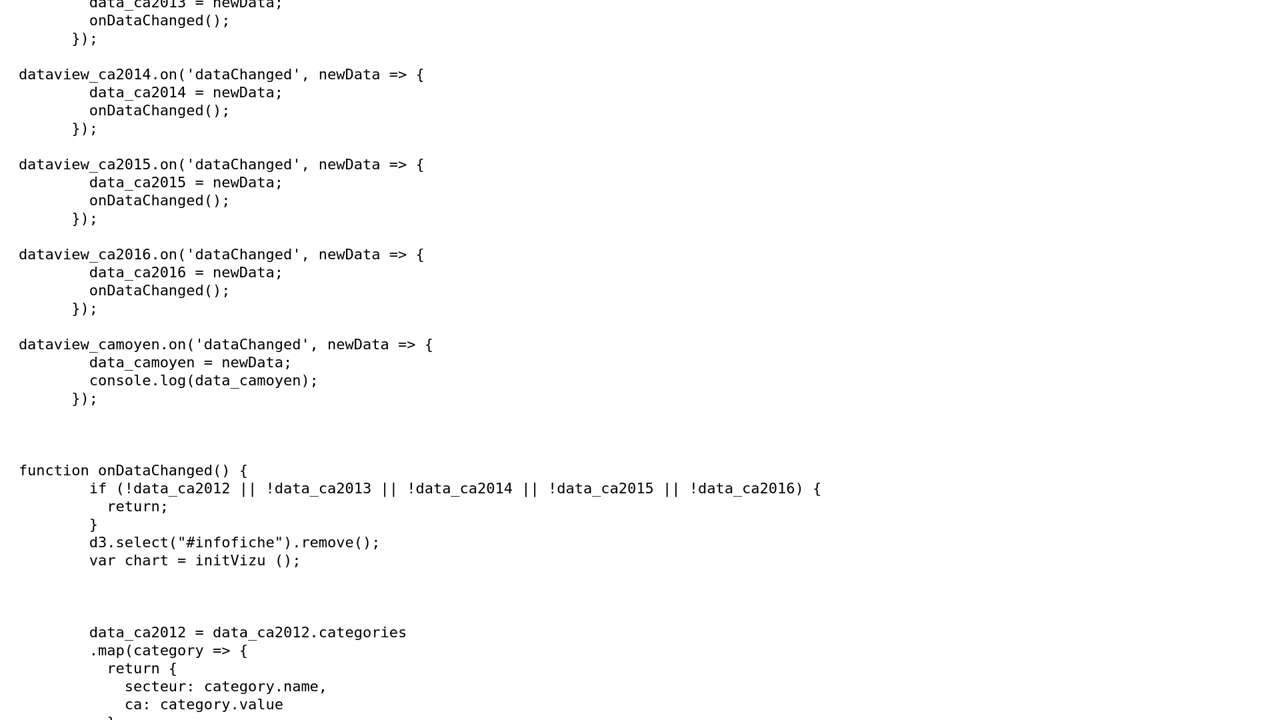 data_ca2013 = newData;
onDataChanged();
});
dataview_ca2014.on('dataChanged', newData => {
data_ca2014 = newData;
onDataChanged();
});
dataview_ca2015.on('dataChanged', newData => {
data_ca2015 = newData;
onDataChanged();
});
dataview_ca2016.on('dataChanged', newData => {
data_ca2016 = newData;
onDataChanged();
});
dataview_camoyen.on('dataChanged', newData => {
data_camoyen = newData;
console.log(data_camoyen);
});
function onDataChanged() {
if (!data_ca2012 || !data_ca2013 || !data_ca2014 || !data_ca2015 || !data_ca2016) {
return;
}
d3.select("#infofiche").remove();
var chart = initVizu ();
data_ca2012 = data_ca2012.categories
.map(category => {
return {
secteur: category.name,
ca: category.value
}